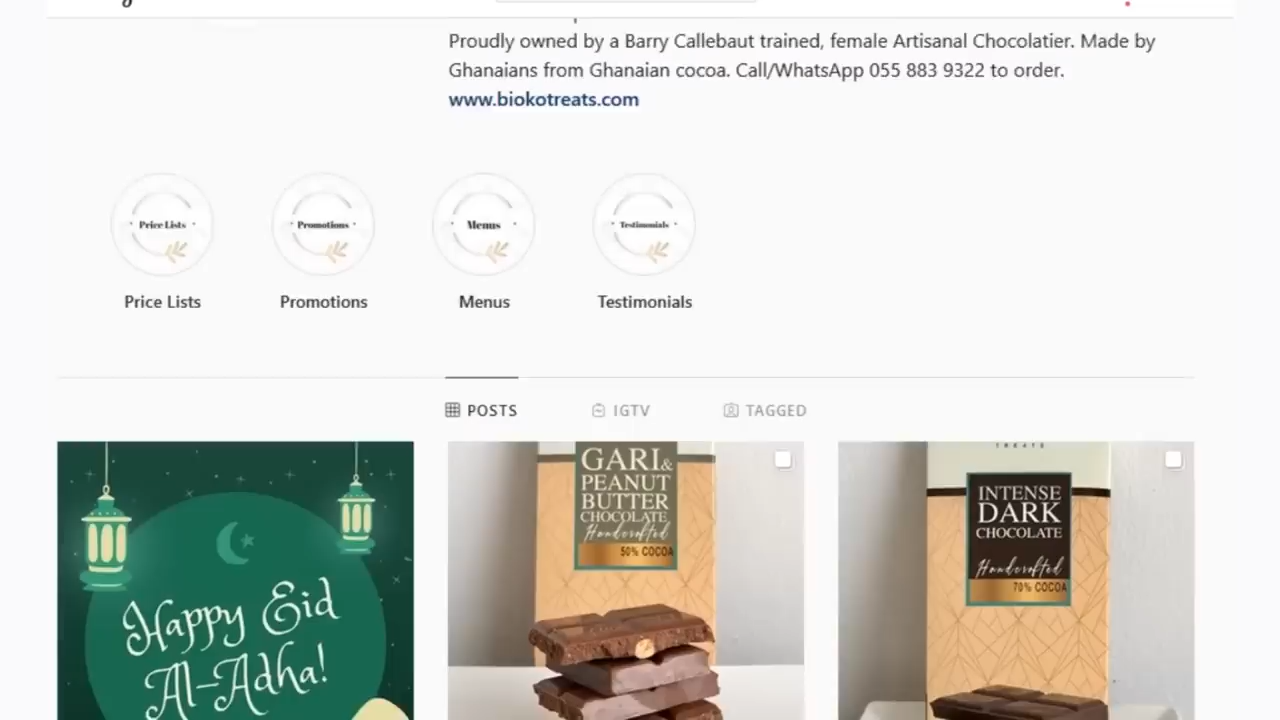 Proudly owned by a Barry Callebaut trained, female Artisanal Chocolatier. Made by
Ghanaians from Ghanaian cocoa. Call/WhatsApp 055 883 9322 to order.
www.biokotreats.com
Price Lists
Promotions
Menus
Testimonials
Price Lists
Promotions
Menus
Testimonials
POSTS
IGTV
TAGGED
Happy Eid
Al-Adha!
GARI&
PEANUT
BUTTER
CHOCOLATE
Handcrafted
50% COCOA
TREATS
INTENSE
DARK
CHOCOLATE
Handcrafted
70% COCOA